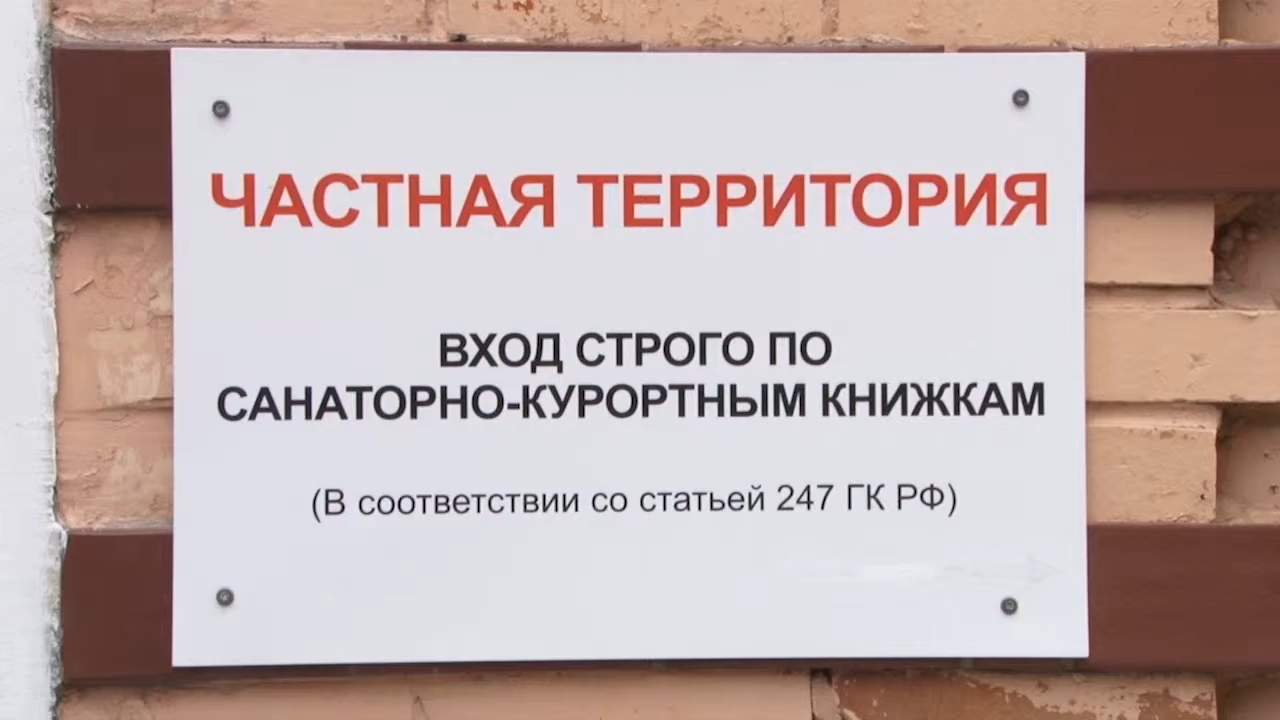 ЧАСТНАЯ ТЕРРИТОРИЯ
ВХОД СТРОГО ПО
САНАТОРНО-КУРОРТНЫМ КНИЖКАМ
(В соответствии со статьей 247 ГК РФ)